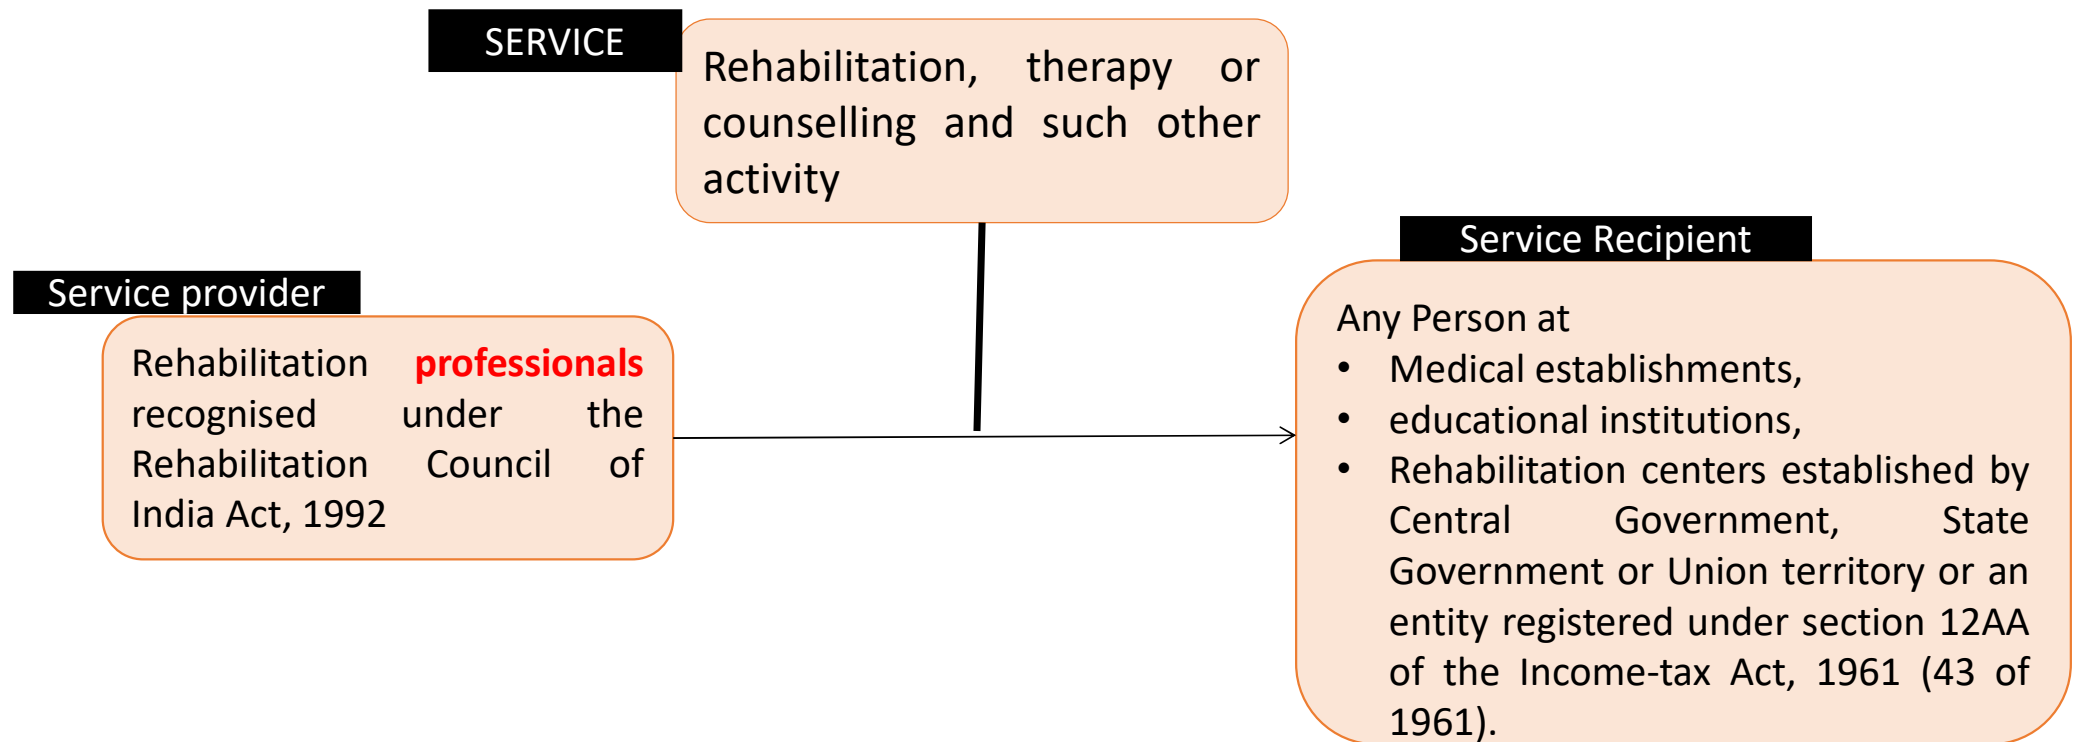 SERVICE
Rehabilitation, therapy or
counselling and such other
activity
Service provider
Rehabilitation professionals
recognised under the
Rehabilitation Council of
India Act, 1992
Service Recipient
Any Person at
• Medical establishments,
• educational institutions,
• Rehabilitation centers established by
Central Government, State
Government or Union territory or an
entity registered under section 12AA
of the Income-tax Act, 1961 (43 of
1961).